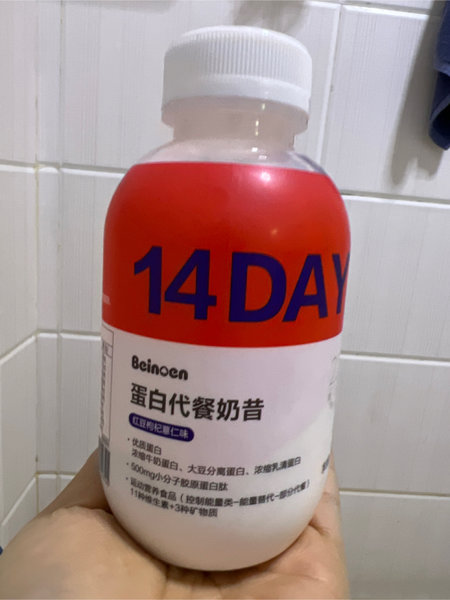 14DAY
Beinoen
蛋白代餐奶昔
红豆枸杞薏仁味
· 优质蛋白
浓缩牛奶蛋白、大豆分离蛋白、浓缩乳清蛋白
· 500mg小分子胶原蛋白肽
· 运动营养食品（控制能量类-能量替代-部分代餐）
11种维生素+3种矿物质